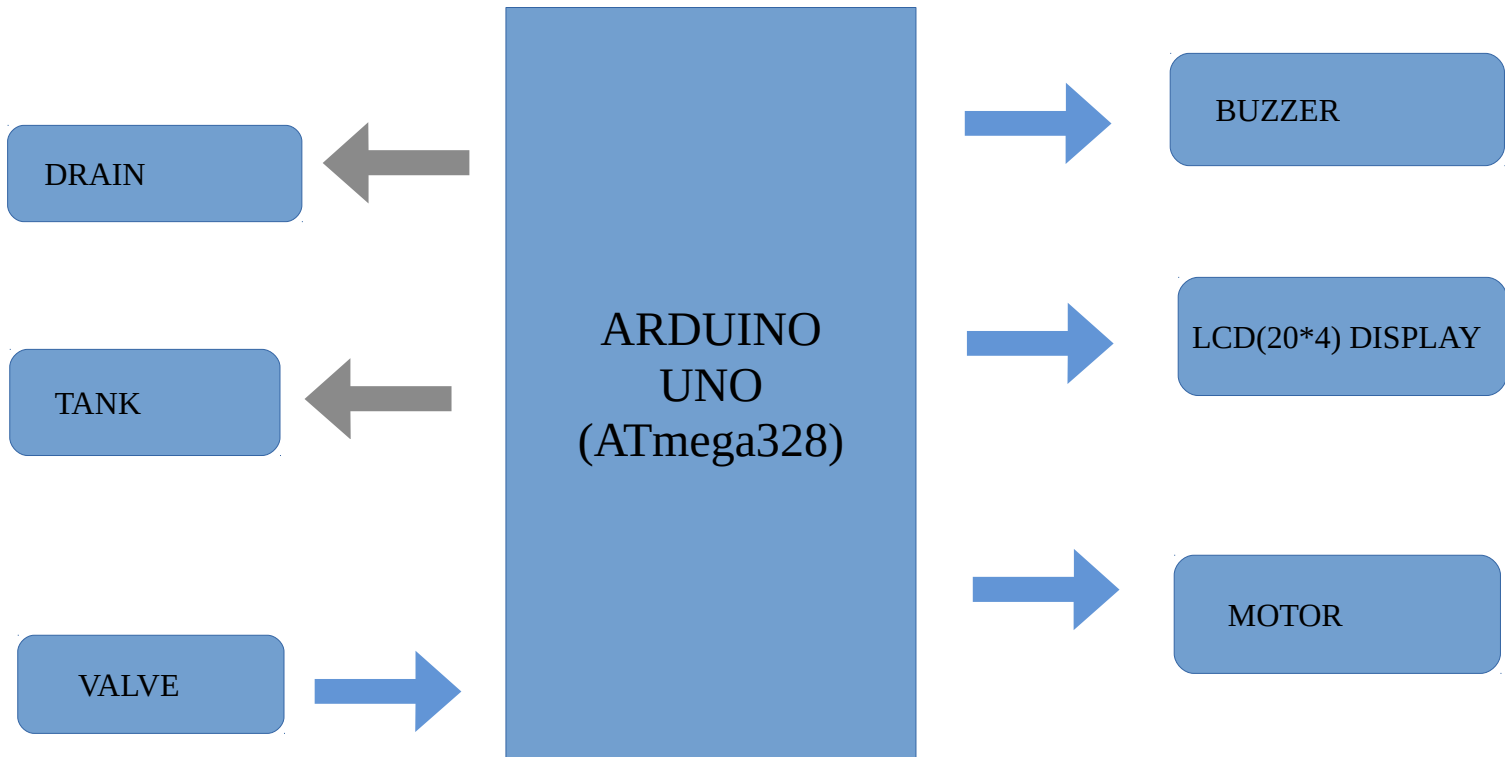 DRAIN
TANK
VALVE
ARDUINO
UNO
(ATmega328)
BUZZER
LCD(20*4) DISPLAY
MOTOR